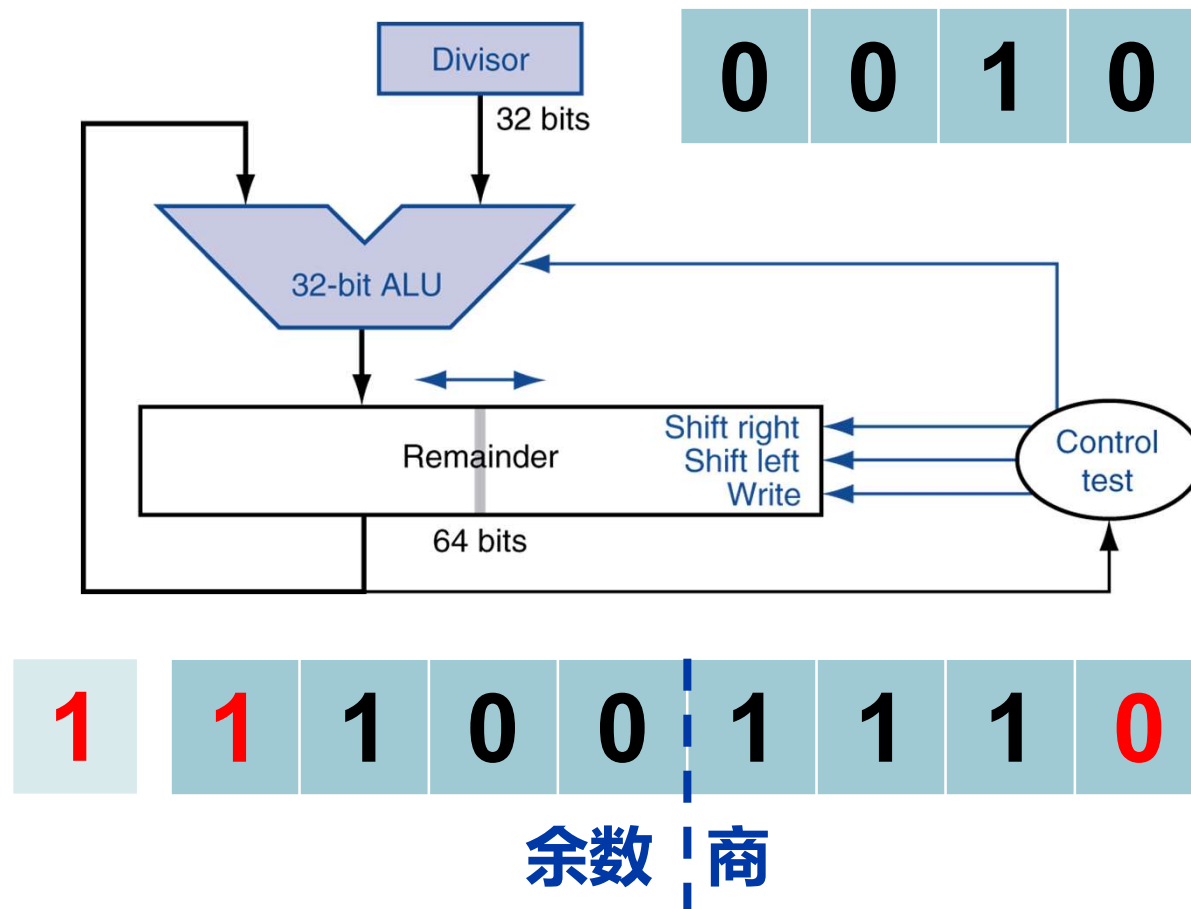 Divisor
0 0 1 0
32 bits
32-bit ALU
Remainder
Shift right
Shift left
Write
Control
test
64 bits
1 1 1 0 0 1 1 1 0
余数 商